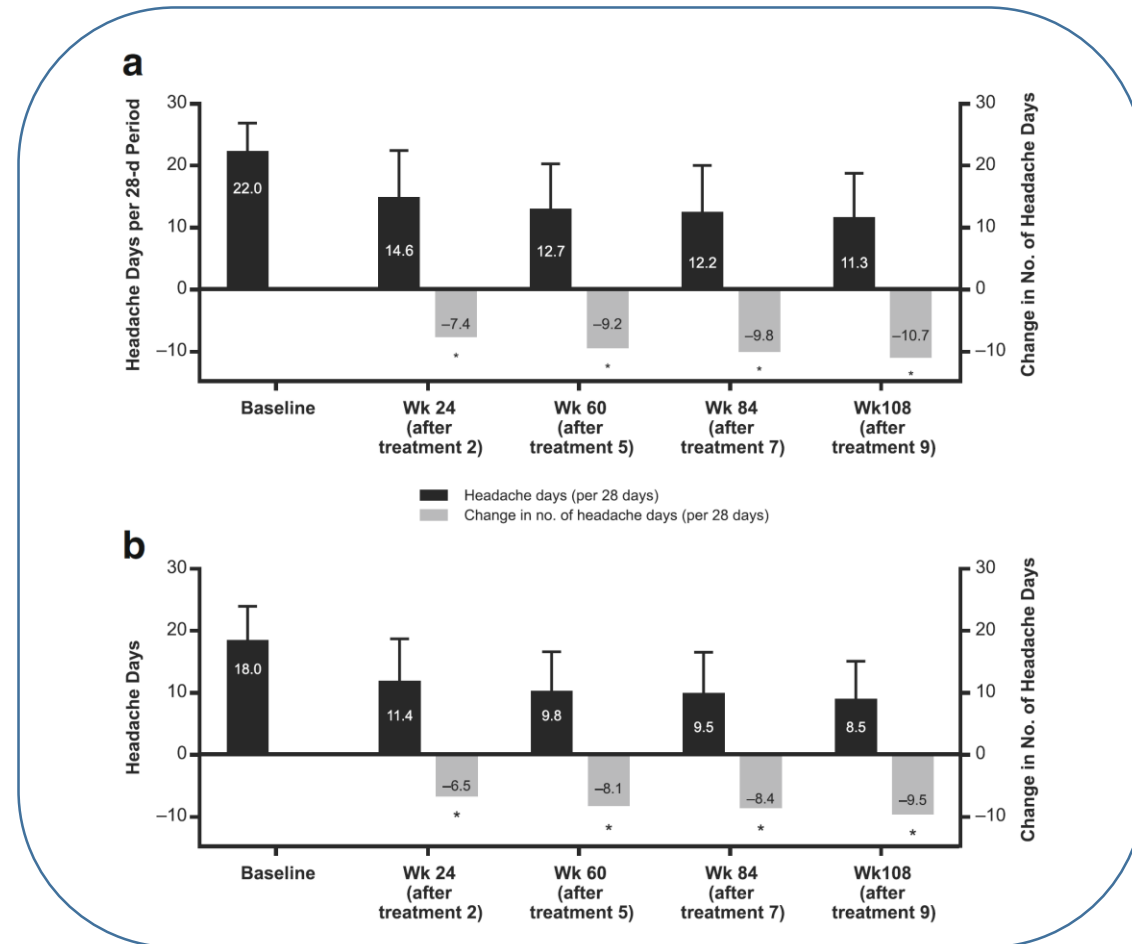 a
Headache Days per 28-d Period
30
20
10
0
–10
22.0
14.6
12.7
12.2
11.3
–7.4
–9.2
–9.8
–10.7
*
*
*
*
30
20
10
0
–10
Change in No. of Headache Days
Baseline
Wk 24
(after
treatment 2)
Wk 60
(after
treatment 5)
Wk 84
(after
treatment 7)
Wk108
(after
treatment 9)
Headache days (per 28 days)
Change in no. of headache days (per 28 days)
b
Headache Days
30
20
10
0
–10
18.0
11.4
9.8
9.5
8.5
–6.5
–8.1
–8.4
–9.5
*
*
*
*
30
20
10
0
–10
Change in No. of Headache Days
Baseline
Wk 24
(after
treatment 2)
Wk 60
(after
treatment 5)
Wk 84
(after
treatment 7)
Wk108
(after
treatment 9)